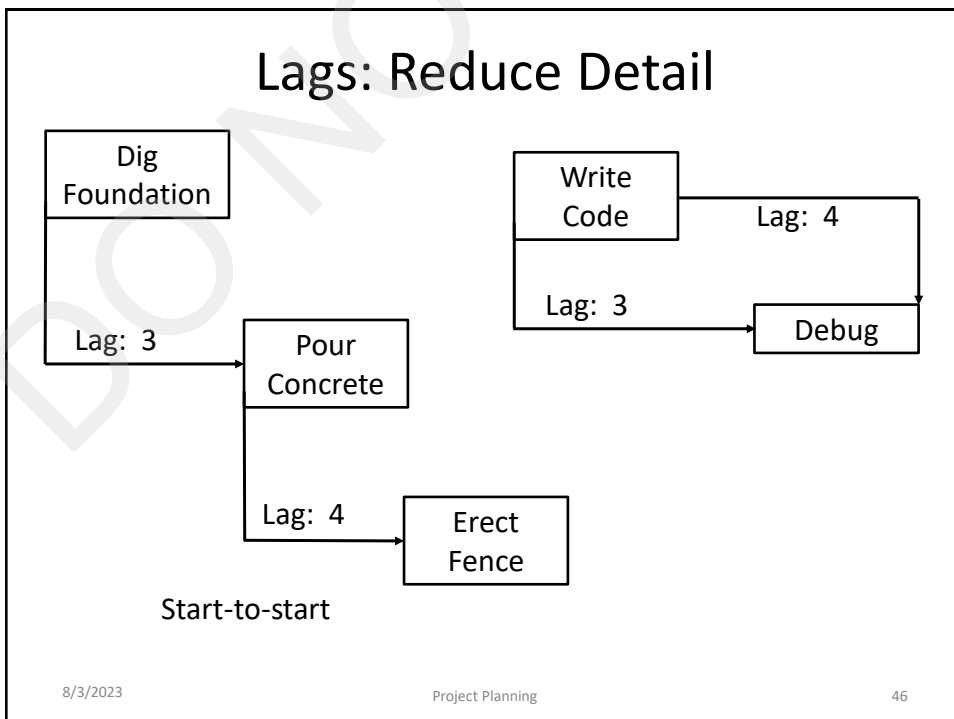 Lags: Reduce Detail
Dig
Foundation
Lag: 3
Pour
Concrete
Lag: 4
Erect
Fence
Start-to-start
Write
Code
Lag: 4
Lag: 3
Debug
8/3/2023
Project Planning
46